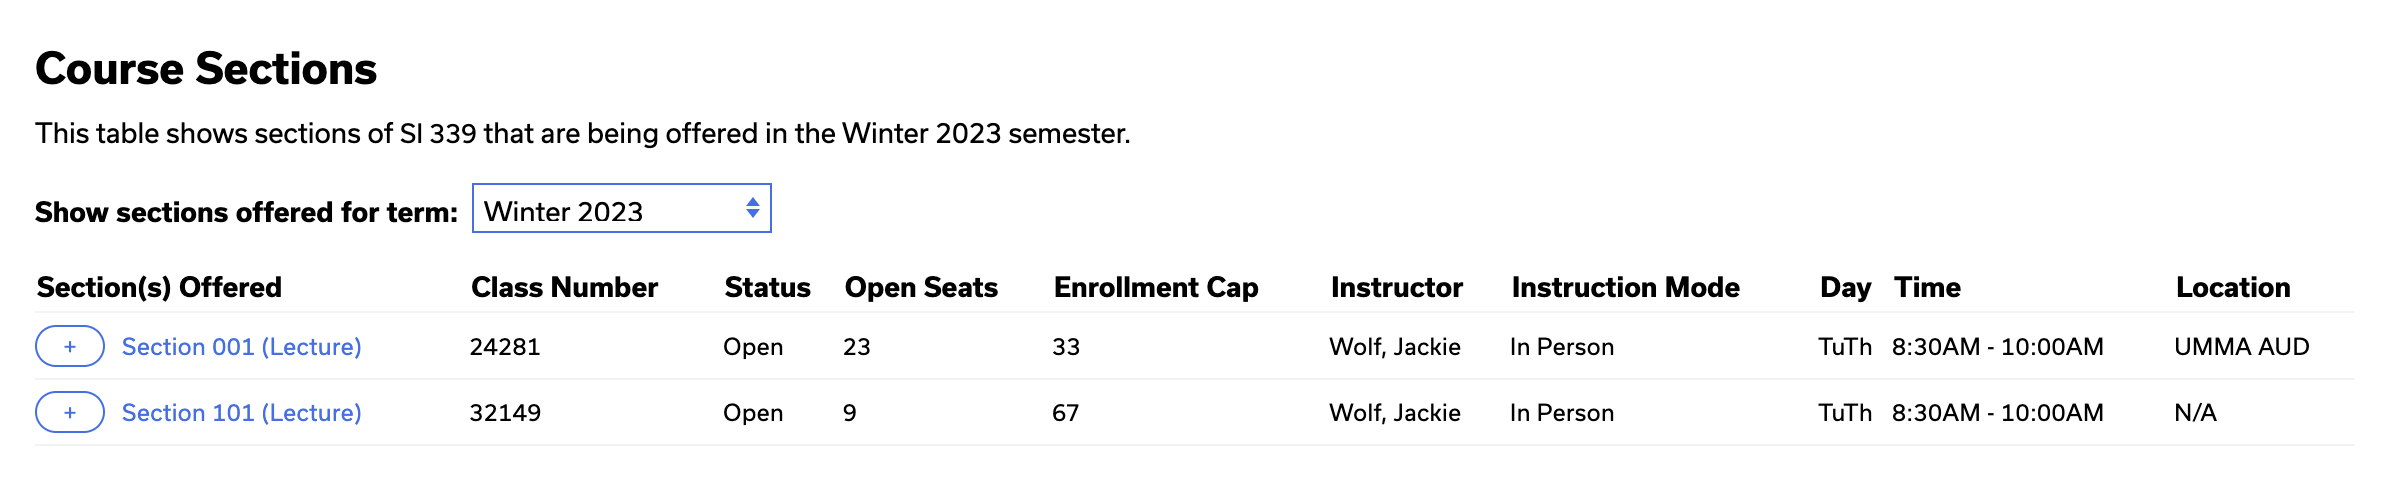 Course Sections
This table shows sections of SI 339 that are being offered in the Winter 2023 semester.
Show sections offered for term: Winter 2023
Section(s) Offered Class Number Status Open Seats Enrollment Cap Instructor Instruction Mode Day Time Location
+ Section 001 (Lecture) 24281 Open 23 33 Wolf, Jackie In Person TuTh 8:30AM - 10:00AM UMMA AUD
+ Section 101 (Lecture) 32149 Open 9 67 Wolf, Jackie In Person TuTh 8:30AM - 10:00AM N/A